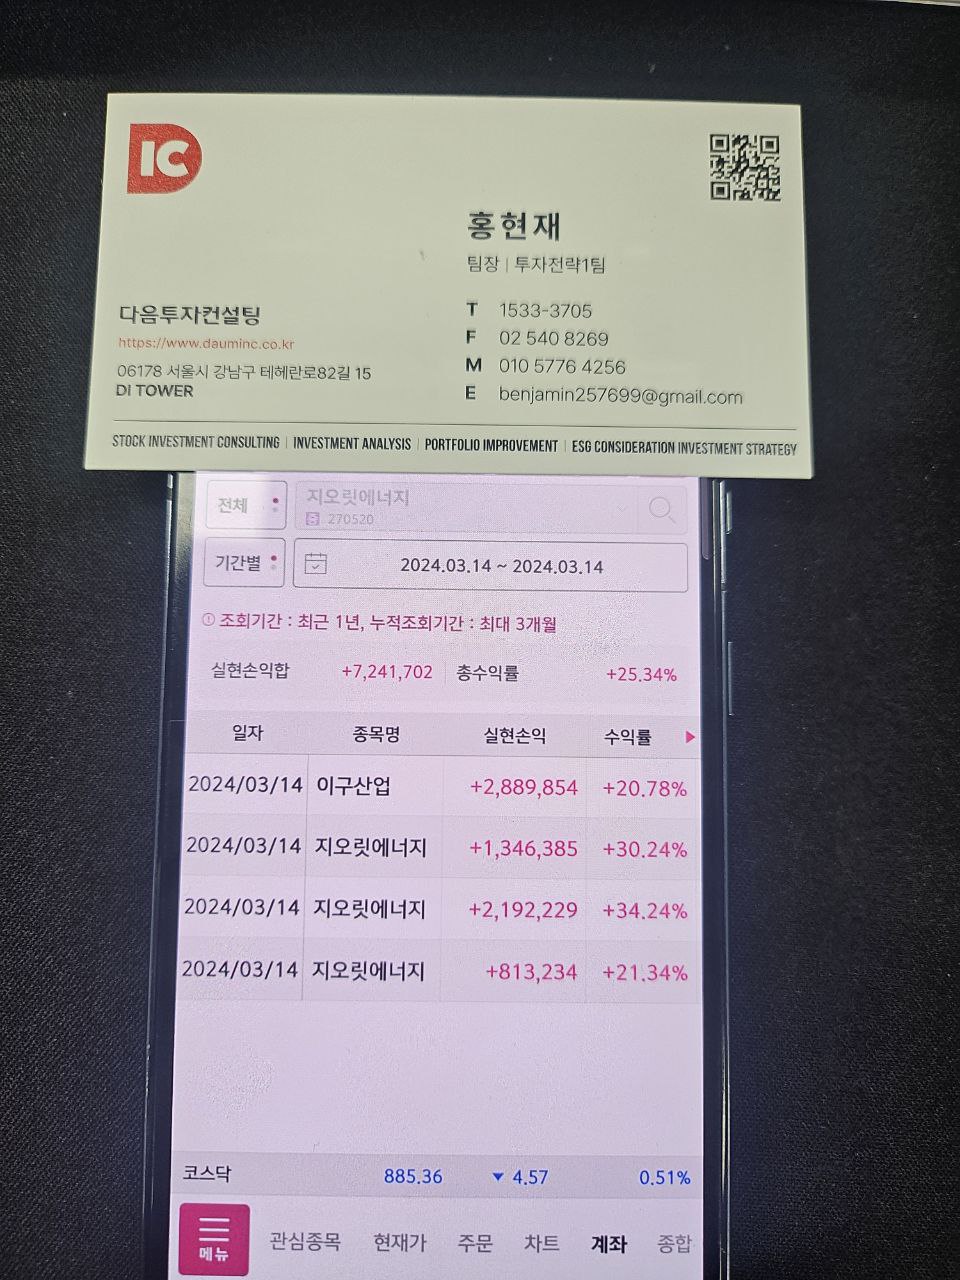 IC
홍현재
팀장 | 투자전략1팀
다음투자컨설팅
https://www.dauminc.co.kr
06178 서울시 강남구 테헤란로82길 15
DI TOWER
T 1533-3705
F 02 540 8269
M 010 5776 4256
E benjamin257699@gmail.com
STOCK INVESTMENT CONSULTING | INVESTMENT ANALYSIS | PORTFOLIO IMPROVEMENT | ESG CONSIDERATION INVESTMENT STRATEGY
전체 지오릿에너지
270520
기간별 2024.03.14 ~ 2024.03.14
조회기간 : 최근 1년, 누적조회기간 : 최대 3개월
실현손익합 +7,241,702 총수익률 +25.34%
일자 종목명 실현손익 수익률
2024/03/14 이구산업 +2,889,854 +20.78%
2024/03/14 지오릿에너지 +1,346,385 +30.24%
2024/03/14 지오릿에너지 +2,192,229 +34.24%
2024/03/14 지오릿에너지 +813,234 +21.34%
코스닥 885.36 ▼ 4.57 0.51%
메뉴 관심종목 현재가 주문 차트 계좌 종합